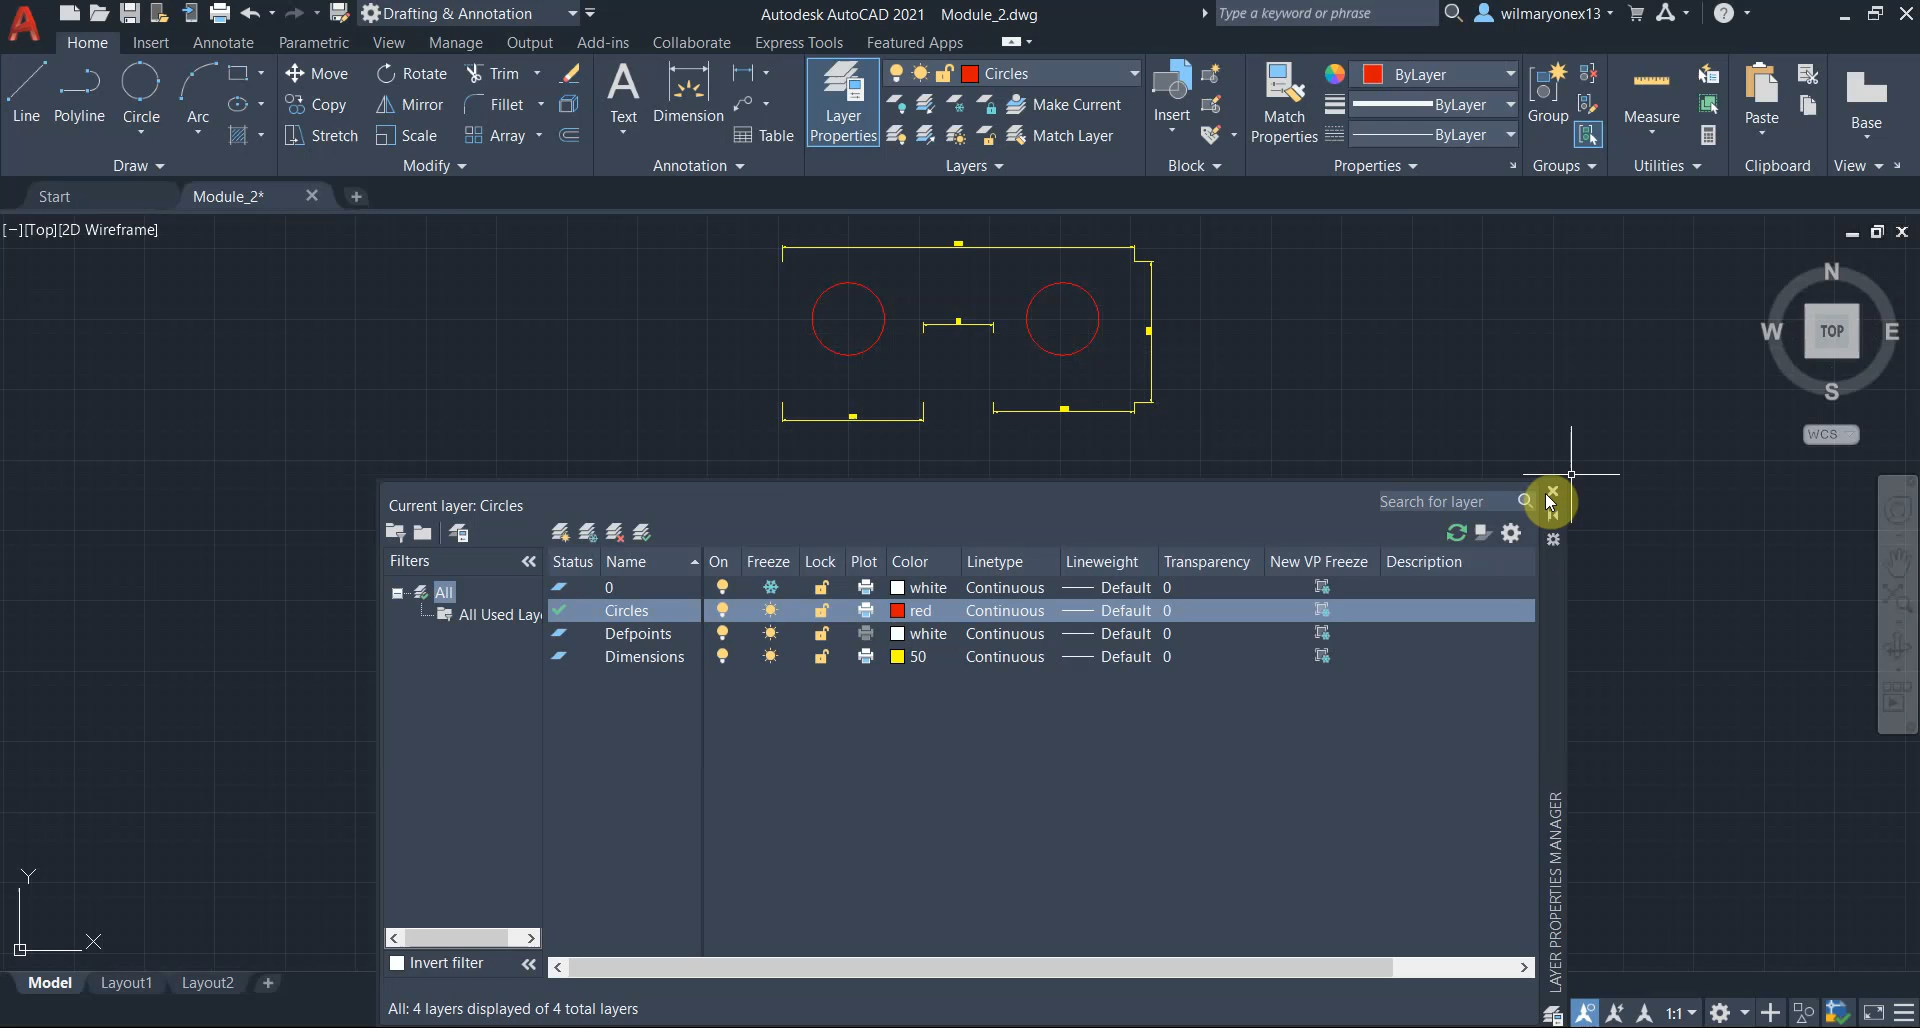 Drafting & Annotation
Autodesk AutoCAD 2021 Module_2.dwg
Type a keyword or phrase
wilmaryonex13
Home Insert Annotate Parametric View Manage Output Add-ins Collaborate Express Tools Featured Apps
Line Polyline Circle Arc
Move Rotate Trim
Copy Mirror Fillet
Stretch Scale Array
Text Dimension
Table
Layer Properties
Circles
Make Current
Match Layer
Insert
Match Properties
ByLayer
ByLayer
ByLayer
Group
Measure
Paste
Base
Draw Modify Annotation Layers Block Properties Groups Utilities Clipboard View
Start Module_2*
[−][Top][2D Wireframe]
N
W TOP E
S
WCS
Current layer: Circles
Search for layer
Filters
All
All Used Laye
Status Name On Freeze Lock Plot Color Linetype Lineweight Transparency New VP Freeze Description
0 white Continuous Default 0
Circles red Continuous Default 0
Defpoints white Continuous Default 0
Dimensions 50 Continuous Default 0
LAYER PROPERTIES MANAGER
Y
X
Invert filter
All: 4 layers displayed of 4 total layers
Model Layout1 Layout2
1:1